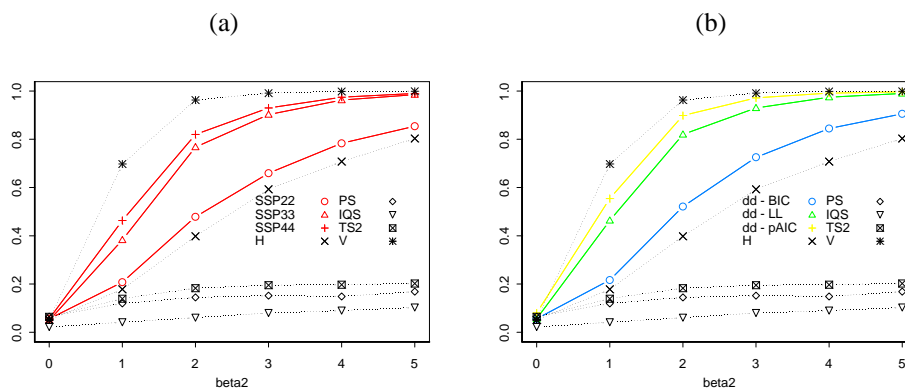 (a)
(b)
1.0
0.8
0.6
0.4
0.2
0.0
SSP22 PS
SSP33 IQS
SSP44 TS2
H V
0 1 2 3 4 5
beta2
1.0
0.8
0.6
0.4
0.2
0.0
dd - BIC PS
dd - LL IQS
dd - pAIC TS2
H V
0 1 2 3 4 5
beta2